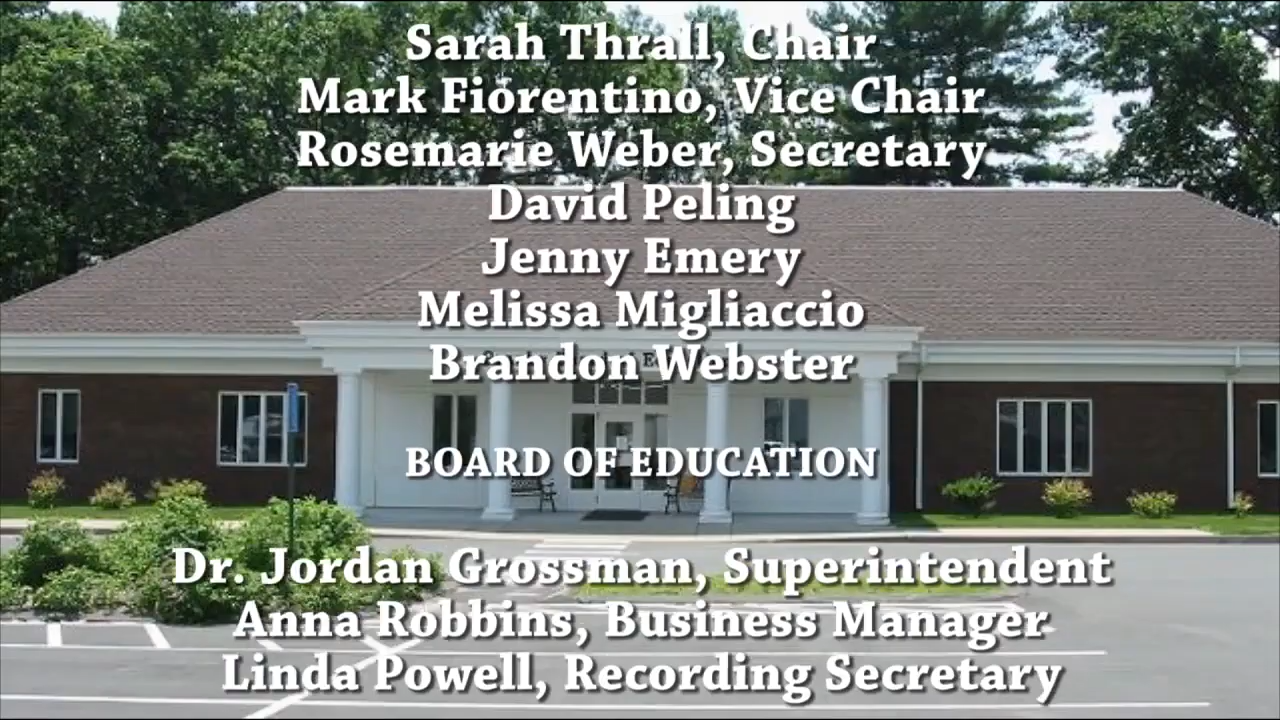 Sarah Thrall, Chair
Mark Fiorentino, Vice Chair
Rosemarie Weber, Secretary
David Peling
Jenny Emery
Melissa Migliaccio
Brandon Webster
BOARD OF EDUCATION
Dr. Jordan Grossman, Superintendent
Anna Robbins, Business Manager
Linda Powell, Recording Secretary